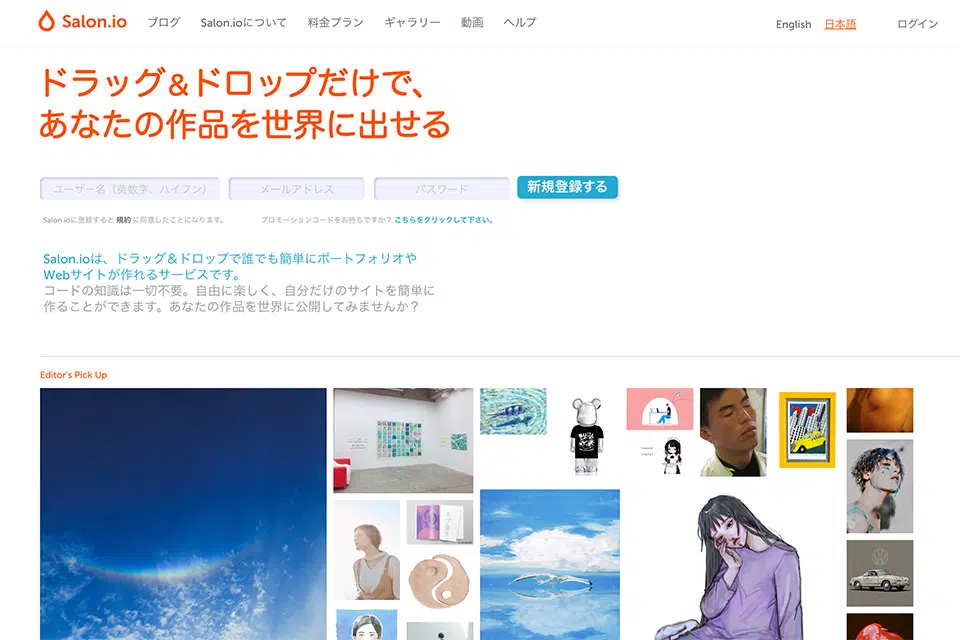 Salon.io
ブログ
Salon.ioについて
料金プラン
ギャラリー
動画
ヘルプ
English
日本語
ログイン
ドラッグ&ドロップだけで、
あなたの作品を世界に出せる
ユーザー名（英数字、ハイフン）
メールアドレス
パスワード
新規登録する
Salon.ioに登録すると 規約 に同意したことになります。
プロモーションコードをお持ちですか？ こちらをクリックして下さい。
Salon.ioは、ドラッグ＆ドロップで誰でも簡単にポートフォリオや
Webサイトが作れるサービスです。
コードの知識は一切不要。自由に楽しく、自分だけのサイトを簡単に
作ることができます。あなたの作品を世界に公開してみませんか？
Editor's Pick Up